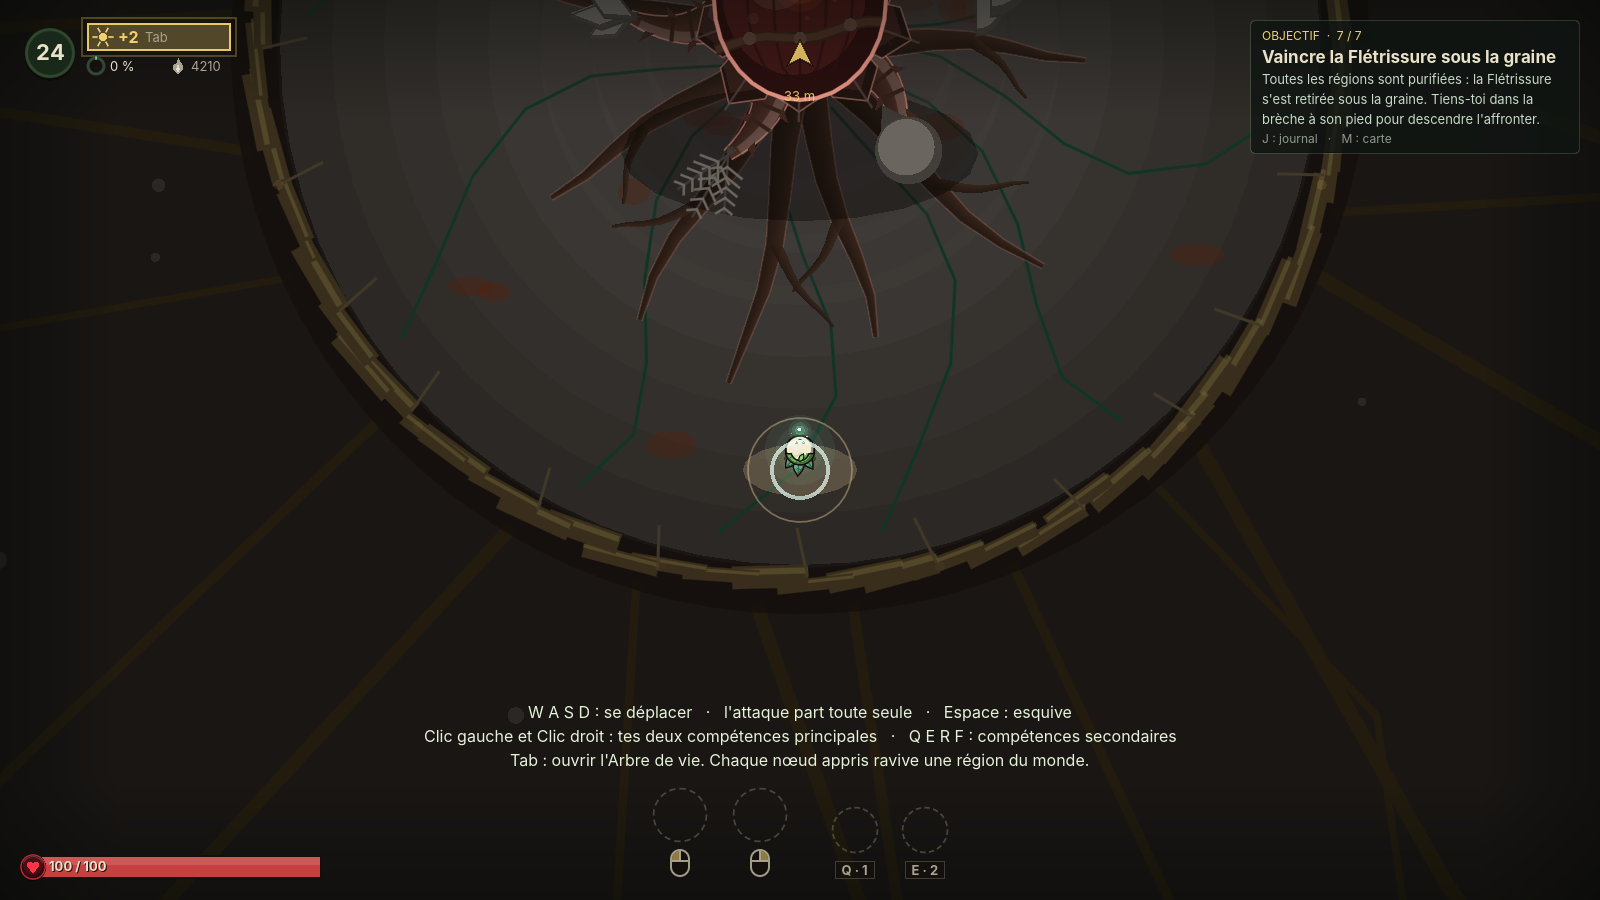 24
+2 Tab
0 % 4210
OBJECTIF · 7 / 7
Vaincre la Flétrissure sous la graine
Toutes les régions sont purifiées : la Flétrissure
s'est retirée sous la graine. Tiens-toi dans la
brèche à son pied pour descendre l'affronter.
J : journal · M : carte
33 m
W A S D : se déplacer · l'attaque part toute seule · Espace : esquive
Clic gauche et Clic droit : tes deux compétences principales · Q E R F : compétences secondaires
Tab : ouvrir l'Arbre de vie. Chaque nœud appris ravive une région du monde.
Q · 1
E · 2
100 / 100